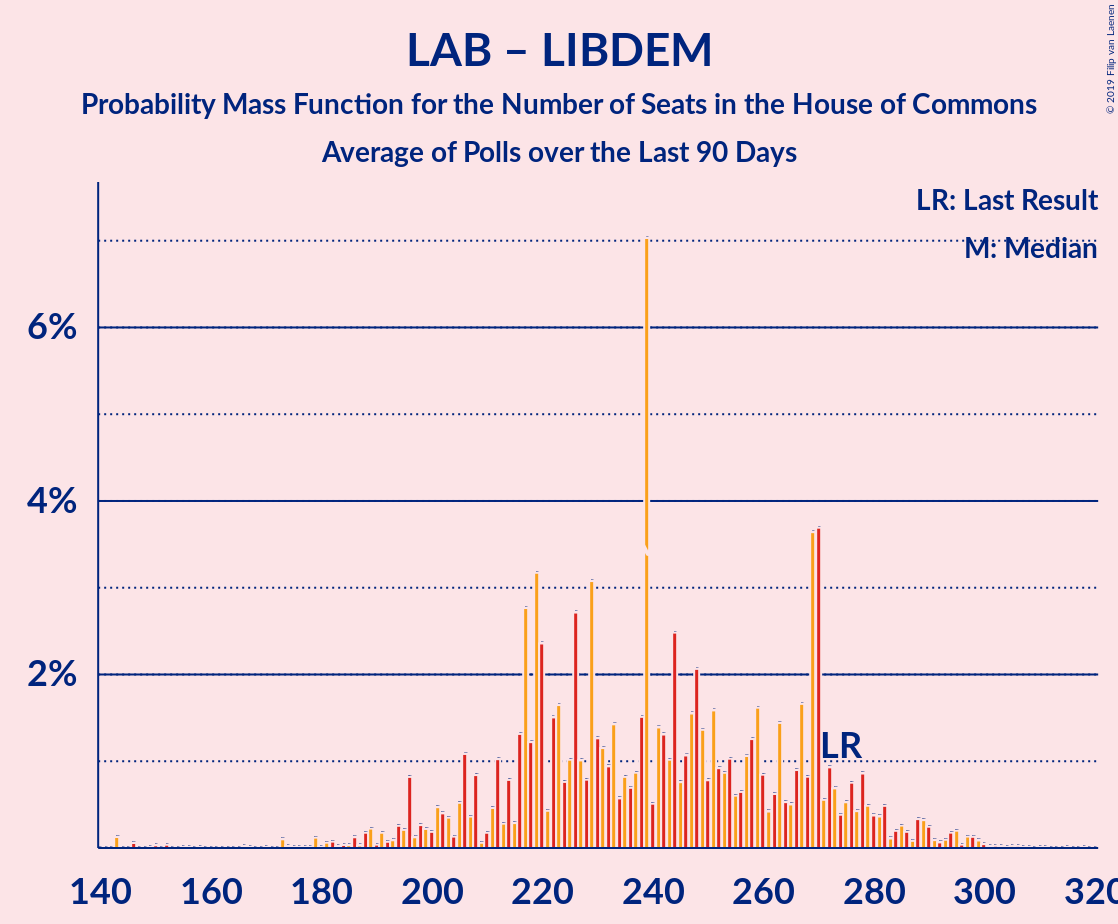 LAB – LIBDEM
Probability Mass Function for the Number of Seats in the House of Commons
Average of Polls over the Last 90 Days
© 2019 Filip van Laenen
LR: Last Result
M: Median
6%
4%
2%
LR
140 160 180 200 220 240 260 280 300 320